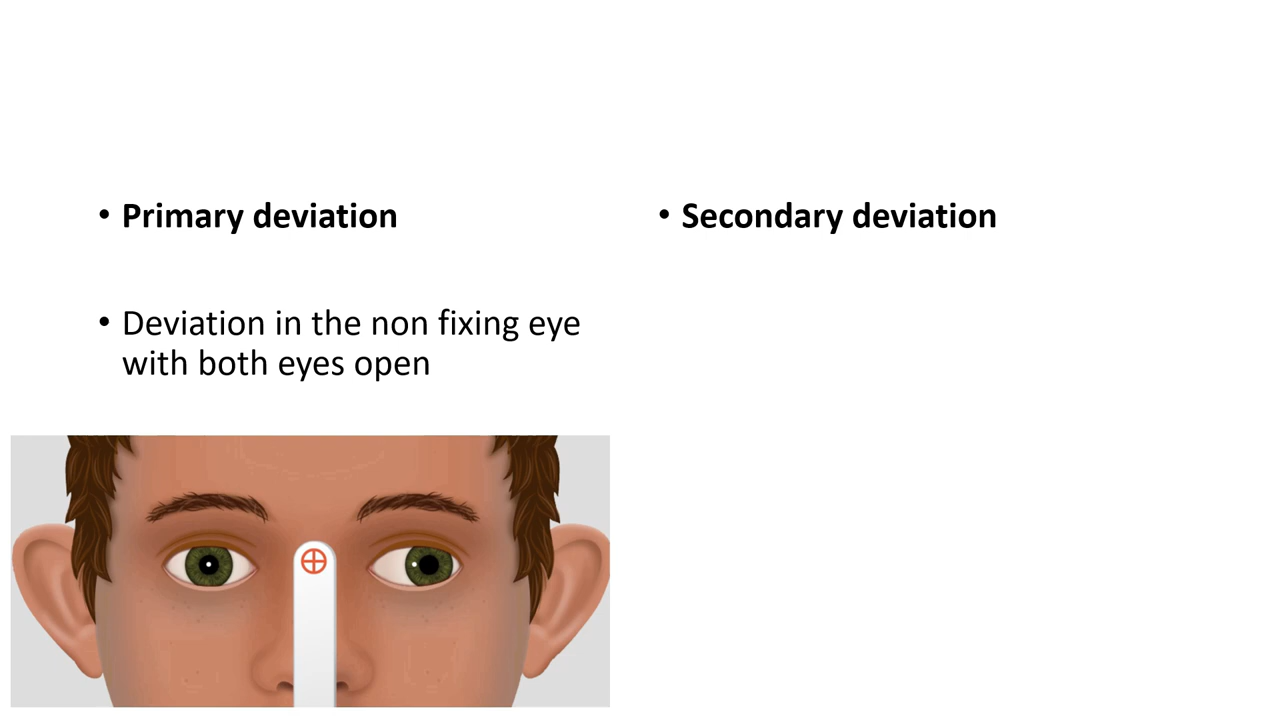 • Primary deviation
• Secondary deviation
• Deviation in the non fixing eye
with both eyes open